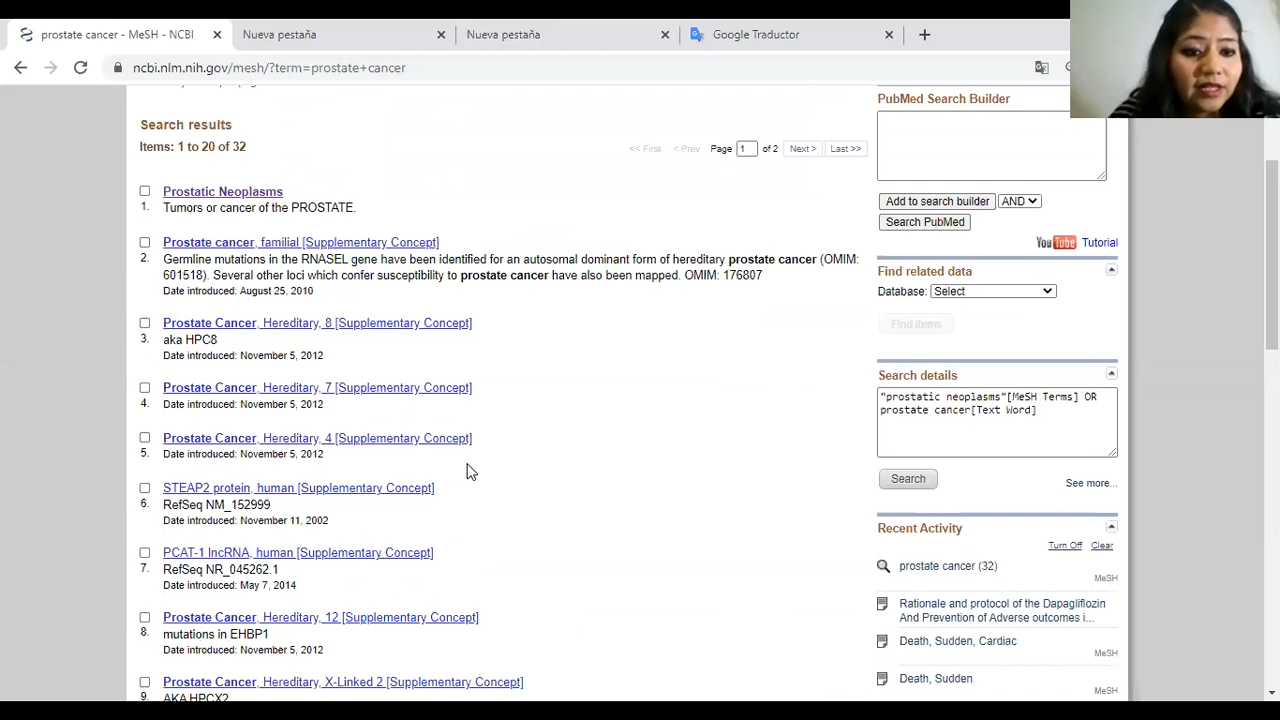 prostate cancer - MeSH - NCBI
Nueva pestaña
Nueva pestaña
Google Traductor
ncbi.nlm.nih.gov/mesh/?term=prostate+cancer
Search results
Items: 1 to 20 of 32
<< First < Prev Page 1 of 2 Next > Last >>
Prostatic Neoplasms
1. Tumors or cancer of the PROSTATE.
Prostate cancer, familial [Supplementary Concept]
2. Germline mutations in the RNASEL gene have been identified for an autosomal dominant form of hereditary prostate cancer (OMIM:
601518). Several other loci which confer susceptibility to prostate cancer have also been mapped. OMIM: 176807
Date introduced: August 25, 2010
Prostate Cancer, Hereditary, 8 [Supplementary Concept]
3. aka HPC8
Date introduced: November 5, 2012
Prostate Cancer, Hereditary, 7 [Supplementary Concept]
4. Date introduced: November 5, 2012
Prostate Cancer, Hereditary, 4 [Supplementary Concept]
5. Date introduced: November 5, 2012
STEAP2 protein, human [Supplementary Concept]
6. RefSeq NM_152999
Date introduced: November 11, 2002
PCAT-1 lncRNA, human [Supplementary Concept]
7. RefSeq NR_045262.1
Date introduced: May 7, 2014
Prostate Cancer, Hereditary, 12 [Supplementary Concept]
8. mutations in EHBP1
Date introduced: November 5, 2012
Prostate Cancer, Hereditary, X-Linked 2 [Supplementary Concept]
9. AKA HPCX2
PubMed Search Builder
Add to search builder AND
Search PubMed
YouTube Tutorial
Find related data
Database: Select
Find items
Search details
"prostatic neoplasms"[MeSH Terms] OR
prostate cancer[Text Word]
Search
See more...
Recent Activity
Turn Off Clear
prostate cancer (32)
MeSH
Rationale and protocol of the Dapagliflozin
And Prevention of Adverse outcomes i...
Death, Sudden, Cardiac
MeSH
Death, Sudden
MeSH